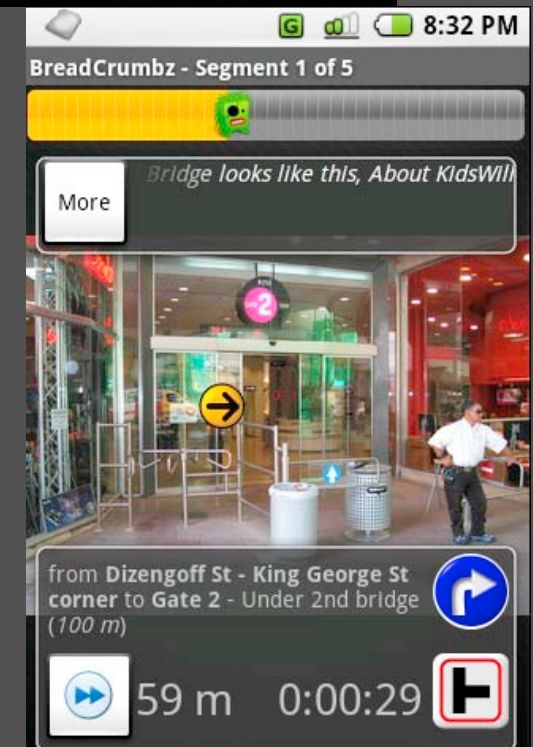 G 8:32 PM
BreadCrumbz - Segment 1 of 5
Bridge looks like this, About KidsWill
More
2
from Dizengoff St - King George St
corner to Gate 2 - Under 2nd bridge
(100 m)
59 m 0:00:29